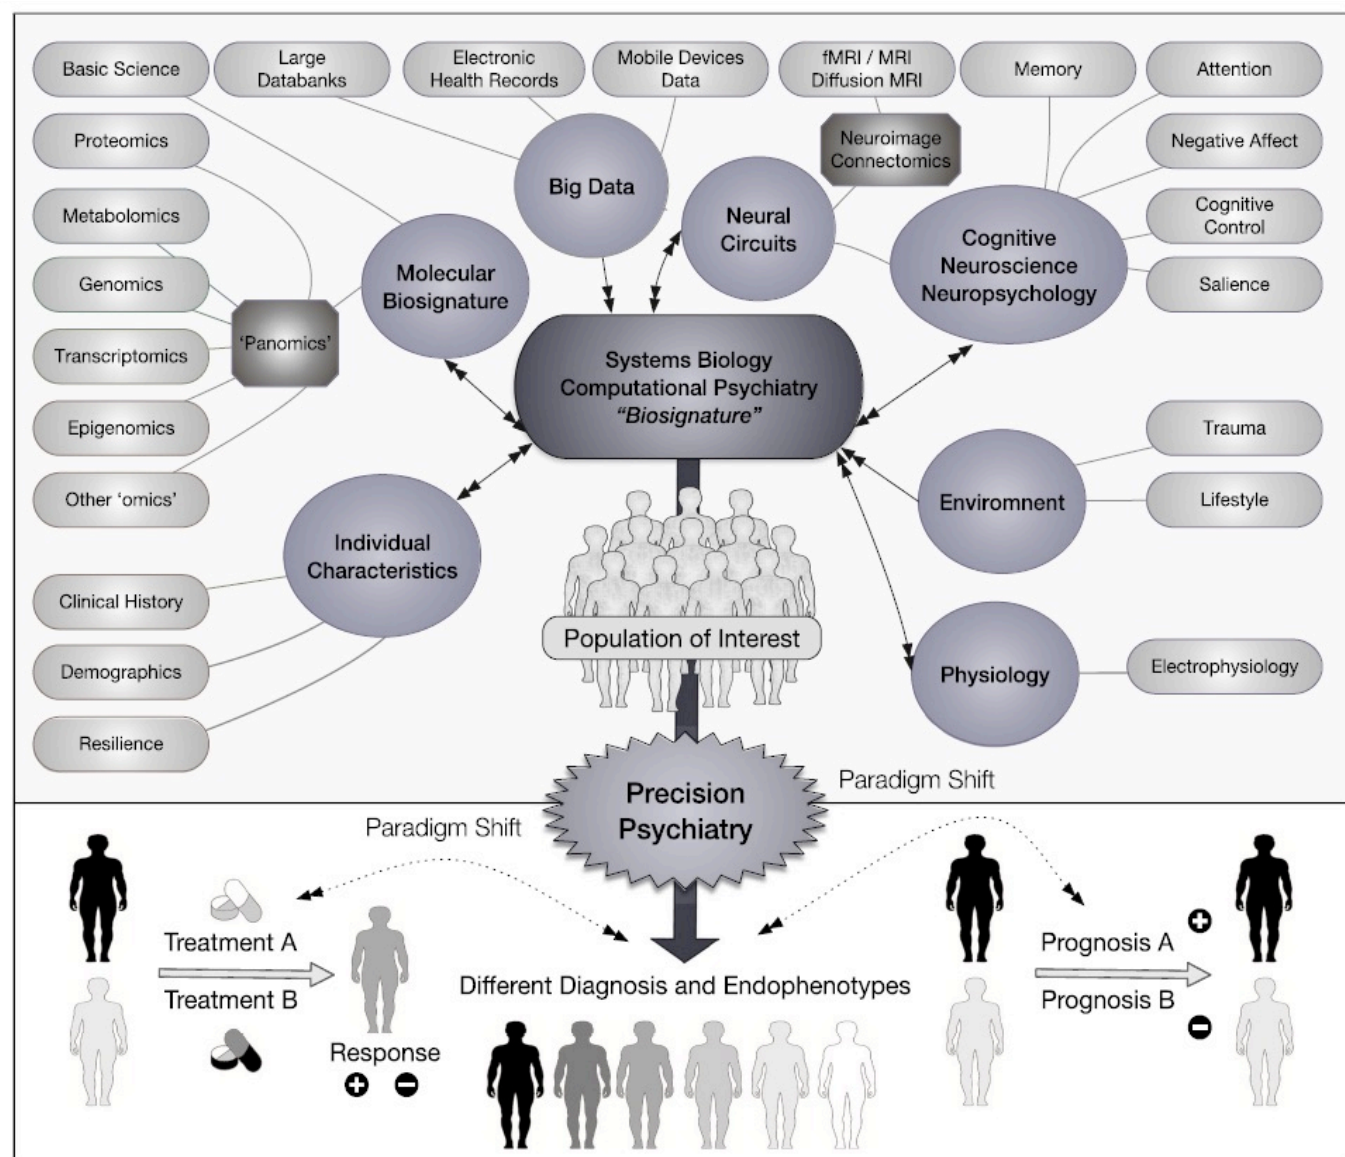 Basic Science
Large
Databanks
Electronic
Health Records
Mobile Devices
Data
fMRI / MRI
Diffusion MRI
Memory
Attention
Proteomics
Neuroimage
Connectomics
Negative Affect
Big Data
Metabolomics
Neural
Circuits
Cognitive
Control
Cognitive
Neuroscience
Neuropsychology
Molecular
Biosignature
Genomics
Salience
'Panomics'
Transcriptomics
Systems Biology
Computational Psychiatry
"Biosignature"
Epigenomics
Trauma
Other 'omics'
Enviromnent
Lifestyle
Individual
Characteristics
Clinical History
Population of Interest
Demographics
Physiology
Electrophysiology
Resilience
Paradigm Shift
Precision
Psychiatry
Paradigm Shift
Treatment A
Treatment B
Response
Different Diagnosis and Endophenotypes
Prognosis A
Prognosis B